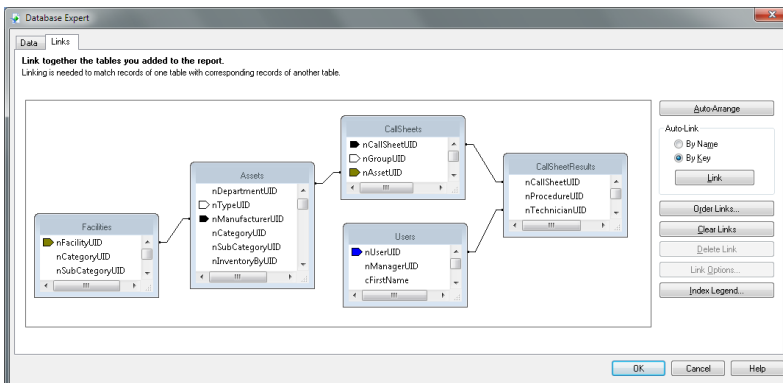 Database Expert
Data
Links
Link together the tables you added to the report.
Linking is needed to match records of one table with corresponding records of another table.
Facilities
nFacilityUID
nCategoryUID
nSubCategoryUID
Assets
nDepartmentUID
nTypeUID
nManufacturerUID
nCategoryUID
nSubCategoryUID
nInventoryByUID
CallSheets
nCallSheetUID
nGroupUID
nAssetUID
Users
nUserUID
nManagerUID
cFirstName
CallSheetResults
nCallSheetUID
nProcedureUID
nTechnicianUID
Auto-Arrange
Auto-Link
By Name
By Key
Link
Order Links...
Clear Links
Delete Link
Link Options...
Index Legend...
OK
Cancel
Help